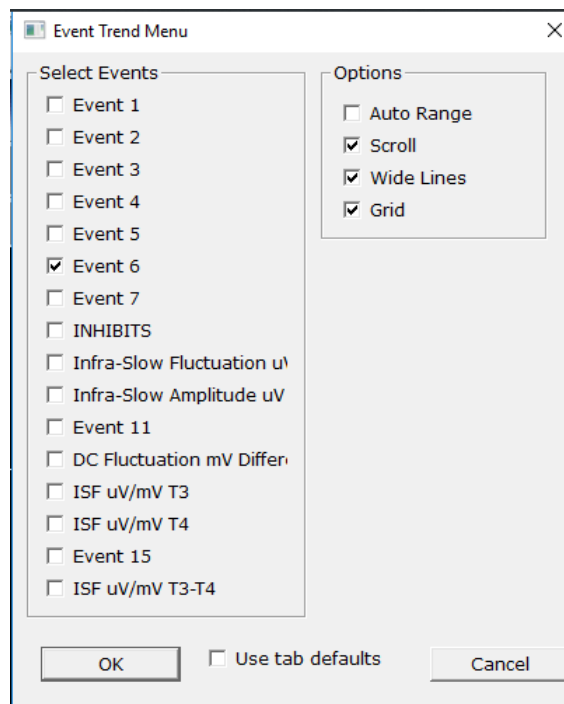 Event Trend Menu
Select Events
Event 1
Event 2
Event 3
Event 4
Event 5
Event 6
Event 7
INHIBITS
Infra-Slow Fluctuation uV
Infra-Slow Amplitude uV
Event 11
DC Fluctuation mV Differ
ISF uV/mV T3
ISF uV/mV T4
Event 15
ISF uV/mV T3-T4
Options
Auto Range
Scroll
Wide Lines
Grid
OK
Use tab defaults
Cancel